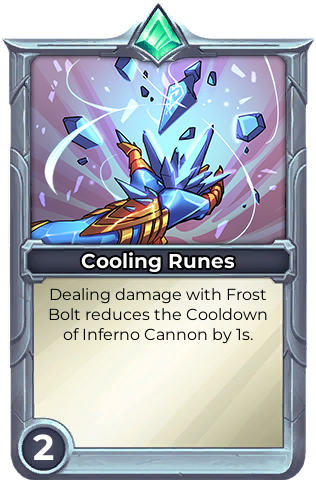 Cooling Runes
Dealing damage with Frost
Bolt reduces the Cooldown
of Inferno Cannon by 1s.
2